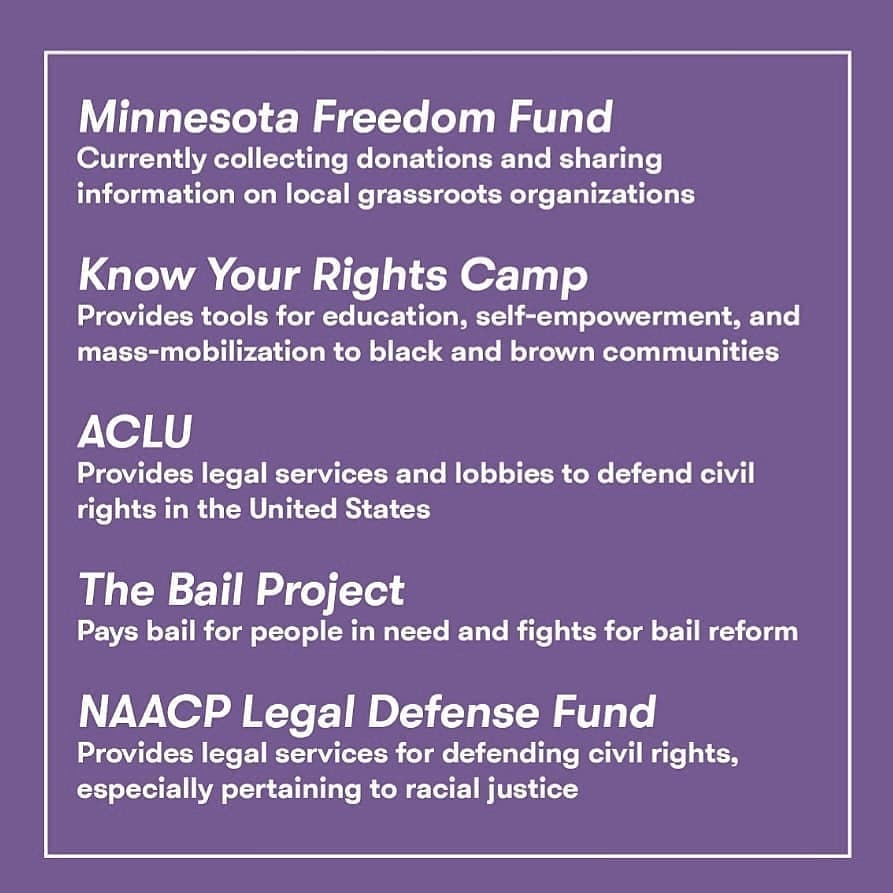 Minnesota Freedom Fund
Currently collecting donations and sharing
information on local grassroots organizations
Know Your Rights Camp
Provides tools for education, self-empowerment, and
mass-mobilization to black and brown communities
ACLU
Provides legal services and lobbies to defend civil
rights in the United States
The Bail Project
Pays bail for people in need and fights for bail reform
NAACP Legal Defense Fund
Provides legal services for defending civil rights,
especially pertaining to racial justice